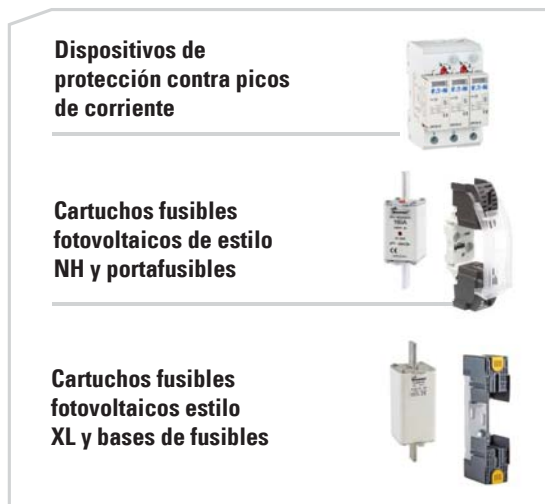 Dispositivos de
protección contra picos
de corriente
Cartuchos fusibles
fotovoltaicos de estilo
NH y portafusibles
Cartuchos fusibles
fotovoltaicos estilo
XL y bases de fusibles